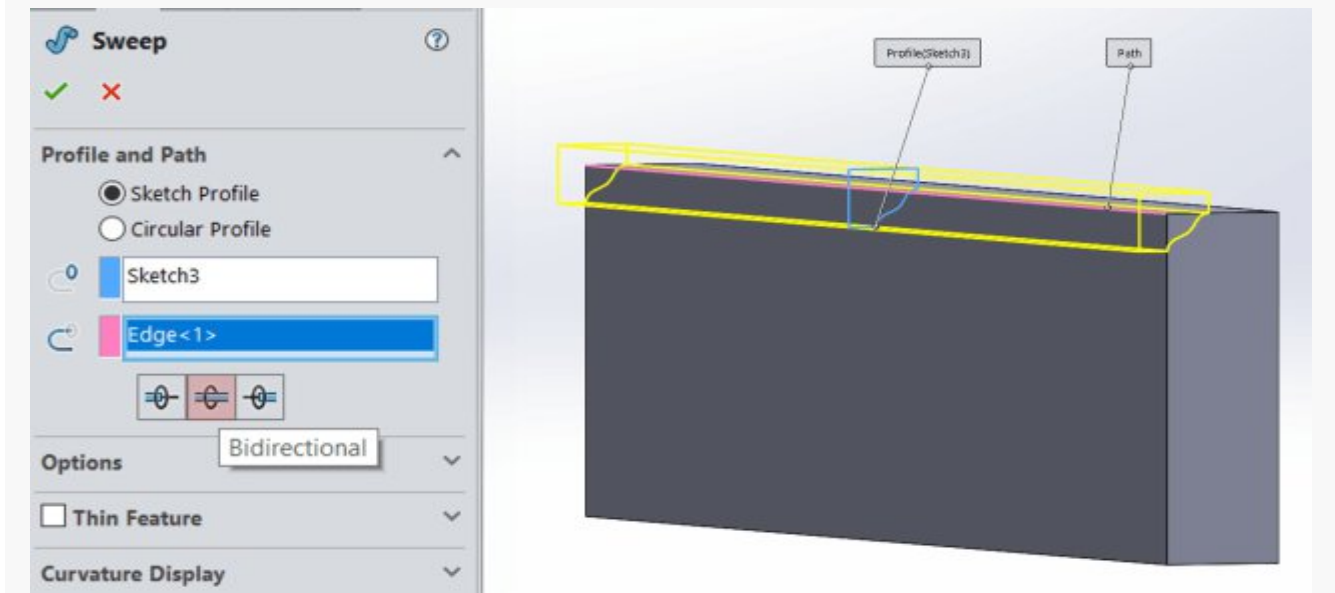 Sweep
Profile and Path
Sketch Profile
Circular Profile
Sketch3
Edge<1>
Bidirectional
Options
Thin Feature
Curvature Display
Profile(Sketch3)
Path